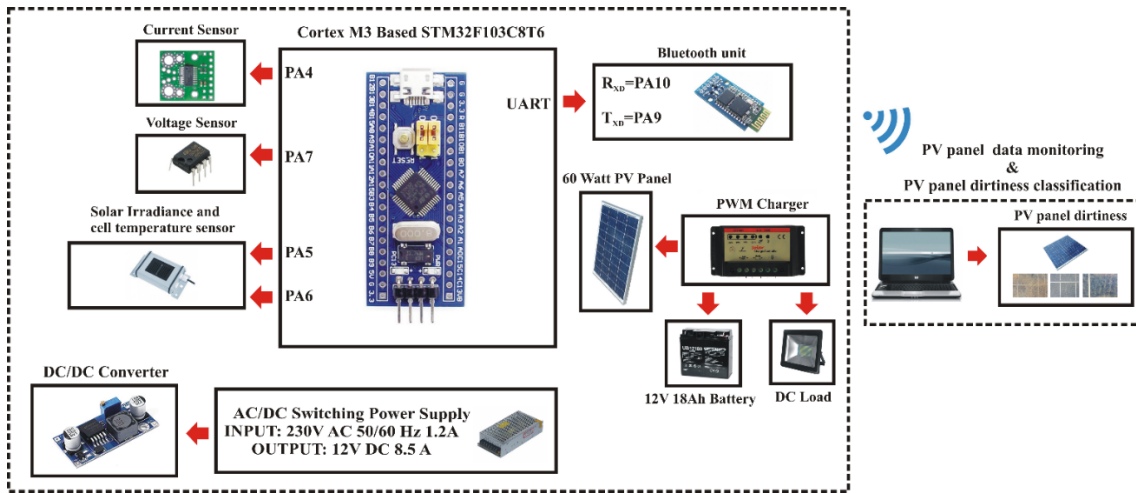 Current Sensor
Cortex M3 Based STM32F103C8T6
Bluetooth unit
PA4
R_XD=PA10
UART
T_XD=PA9
Voltage Sensor
PA7
RESET
PV panel data monitoring
&
PV panel dirtiness classification
60 Watt PV Panel
PWM Charger
Solar Irradiance and
cell temperature sensor
PV panel dirtiness
PA5
PA6
DC/DC Converter
12V 18Ah Battery
DC Load
AC/DC Switching Power Supply
INPUT: 230V AC 50/60 Hz 1.2A
OUTPUT: 12V DC 8.5 A